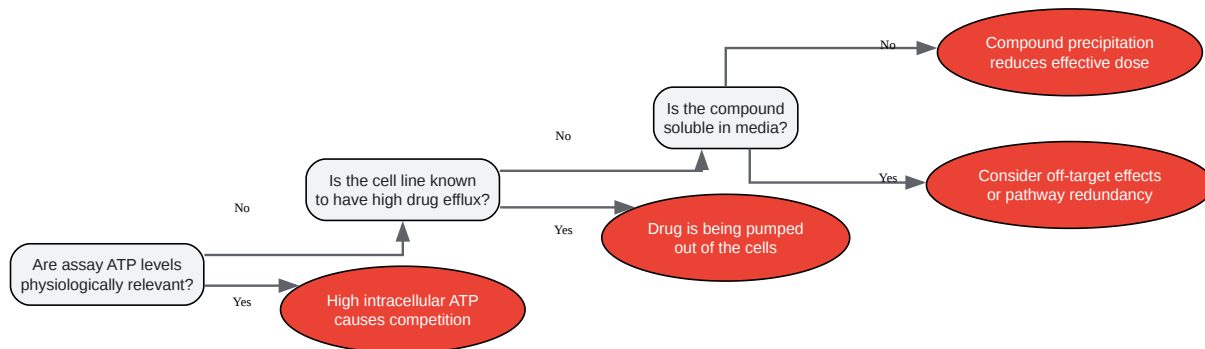 Are assay ATP levels
physiologically relevant?
No
Yes
High intracellular ATP
causes competition
Is the cell line known
to have high drug efflux?
No
Yes
Drug is being pumped
out of the cells
Is the compound
soluble in media?
No
Yes
Compound precipitation
reduces effective dose
Consider off-target effects
or pathway redundancy